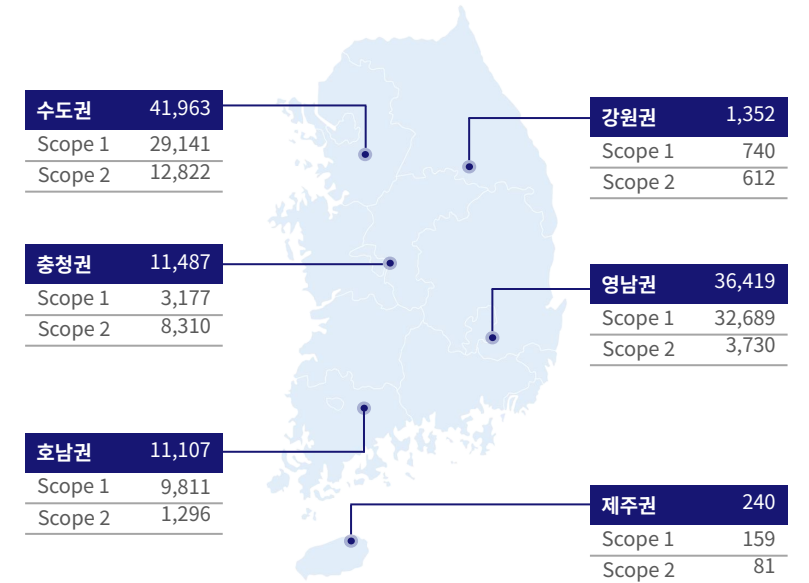 수도권 41,963
Scope 1 29,141
Scope 2 12,822
강원권 1,352
Scope 1 740
Scope 2 612
충청권 11,487
Scope 1 3,177
Scope 2 8,310
영남권 36,419
Scope 1 32,689
Scope 2 3,730
호남권 11,107
Scope 1 9,811
Scope 2 1,296
제주권 240
Scope 1 159
Scope 2 81